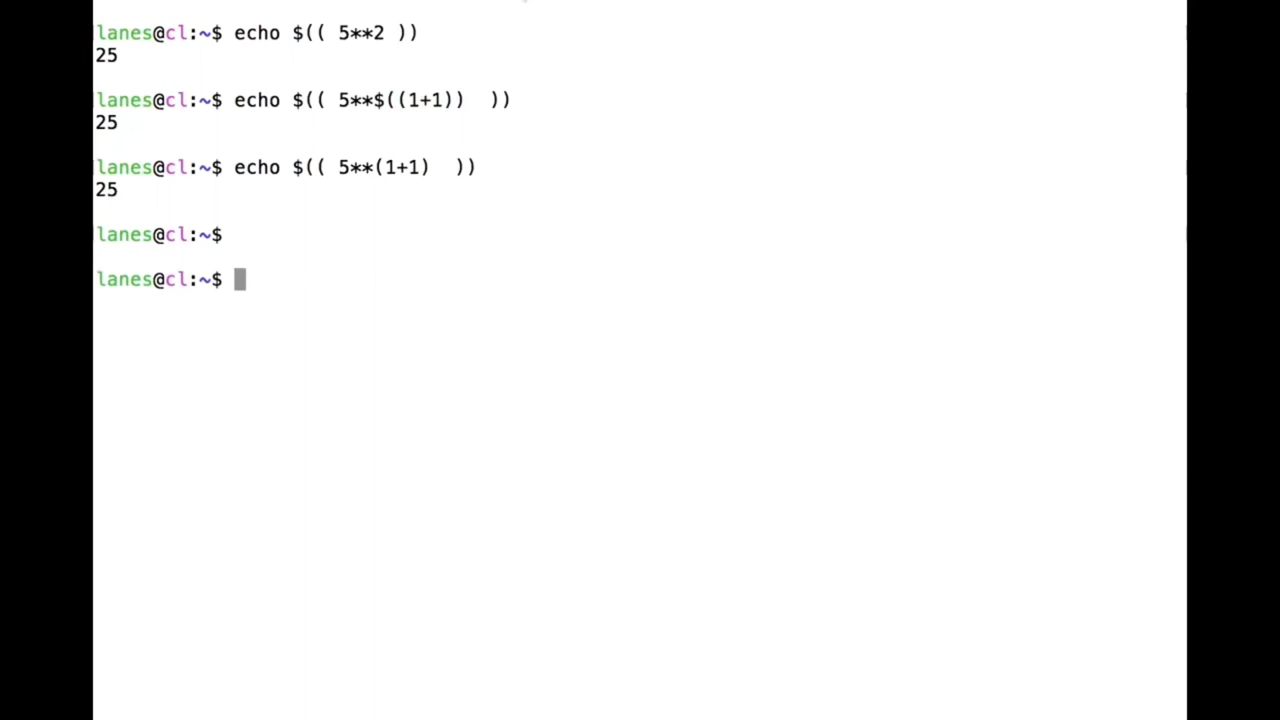 lanes@cl:~$ echo $(( 5**2 ))
25
lanes@cl:~$ echo $(( 5**$((1+1))  ))
25
lanes@cl:~$ echo $(( 5**(1+1)  ))
25
lanes@cl:~$
lanes@cl:~$